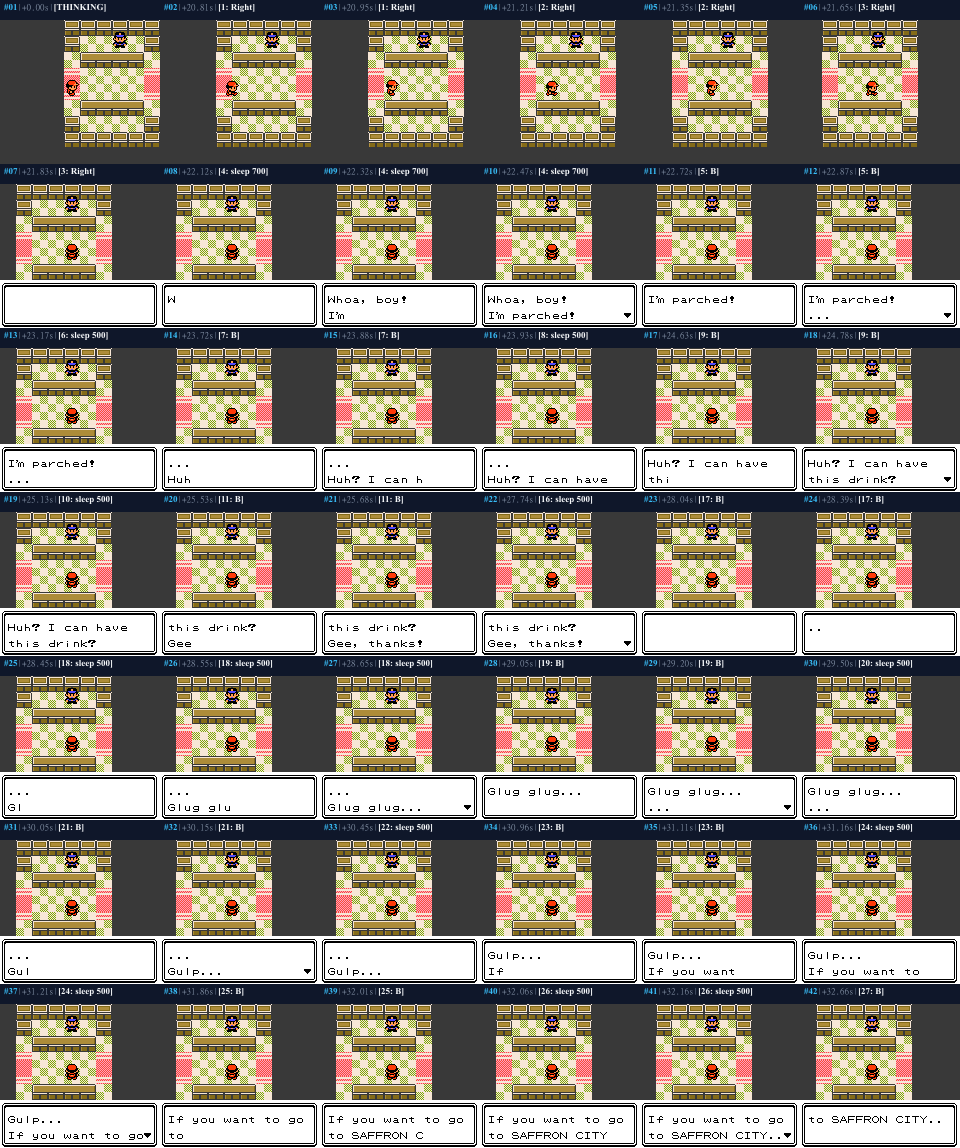 #01|+0.00s|[THINKING]
#02|+20.81s|[1: Right]
#03|+20.95s|[1: Right]
#04|+21.21s|[2: Right]
#05|+21.35s|[2: Right]
#06|+21.65s|[3: Right]
#07|+21.83s|[3: Right]
#08|+22.12s|[4: sleep 700]
#09|+22.32s|[4: sleep 700]
#10|+22.47s|[4: sleep 700]
#11|+22.72s|[5: B]
#12|+22.87s|[5: B]
W
Whoa, boy!
I'm
Whoa, boy!
I'm parched!
I'm parched!
I'm parched!
...
#13|+23.17s|[6: sleep 500]
#14|+23.72s|[7: B]
#15|+23.88s|[7: B]
#16|+23.93s|[8: sleep 500]
#17|+24.63s|[9: B]
#18|+24.78s|[9: B]
I'm parched!
...
...
Huh
...
Huh? I can h
...
Huh? I can have
Huh? I can have
thi
Huh? I can have
this drink?
#19|+25.13s|[10: sleep 500]
#20|+25.53s|[11: B]
#21|+25.68s|[11: B]
#22|+27.74s|[16: sleep 500]
#23|+28.04s|[17: B]
#24|+28.39s|[17: B]
Huh? I can have
this drink?
this drink?
Gee
this drink?
Gee, thanks!
this drink?
Gee, thanks!
..
#25|+28.45s|[18: sleep 500]
#26|+28.55s|[18: sleep 500]
#27|+28.65s|[18: sleep 500]
#28|+29.05s|[19: B]
#29|+29.20s|[19: B]
#30|+29.50s|[20: sleep 500]
...
Gl
...
Glug glu
...
Glug glug...
Glug glug...
Glug glug...
...
Glug glug...
...
#31|+30.05s|[21: B]
#32|+30.15s|[21: B]
#33|+30.45s|[22: sleep 500]
#34|+30.96s|[23: B]
#35|+31.11s|[23: B]
#36|+31.16s|[24: sleep 500]
...
Gul
...
Gulp...
...
Gulp...
Gulp...
If
Gulp...
If you want
Gulp...
If you want to
#37|+31.21s|[24: sleep 500]
#38|+31.86s|[25: B]
#39|+32.01s|[25: B]
#40|+32.06s|[26: sleep 500]
#41|+32.16s|[26: sleep 500]
#42|+32.66s|[27: B]
Gulp...
If you want to go
If you want to go
to
If you want to go
to SAFFRON C
If you want to go
to SAFFRON CITY
If you want to go
to SAFFRON CITY..
to SAFFRON CITY..